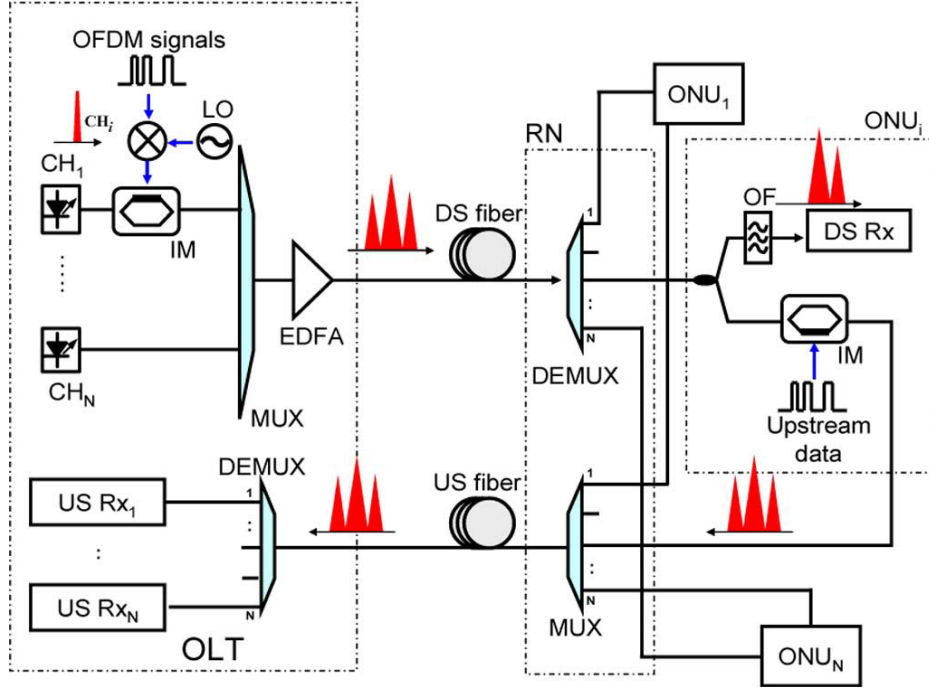 OFDM signals
LO
CHi
CH1
IM
DS fiber
EDFA
CHN
MUX
RN
1
:
N
DEMUX
ONU1
ONUi
OF
DS Rx
IM
Upstream
data
DEMUX
US Rx1
1
:
:
US RxN
N
OLT
US fiber
1
:
N
MUX
ONUN